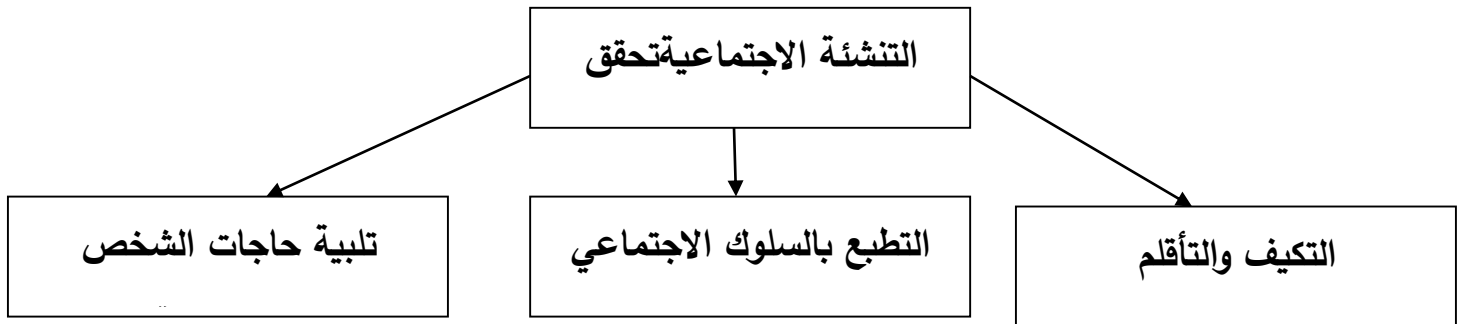 التنشئة الاجتماعيةتحقق
التكيف والتأقلم
التطبع بالسلوك الاجتماعي
تلبية حاجات الشخص